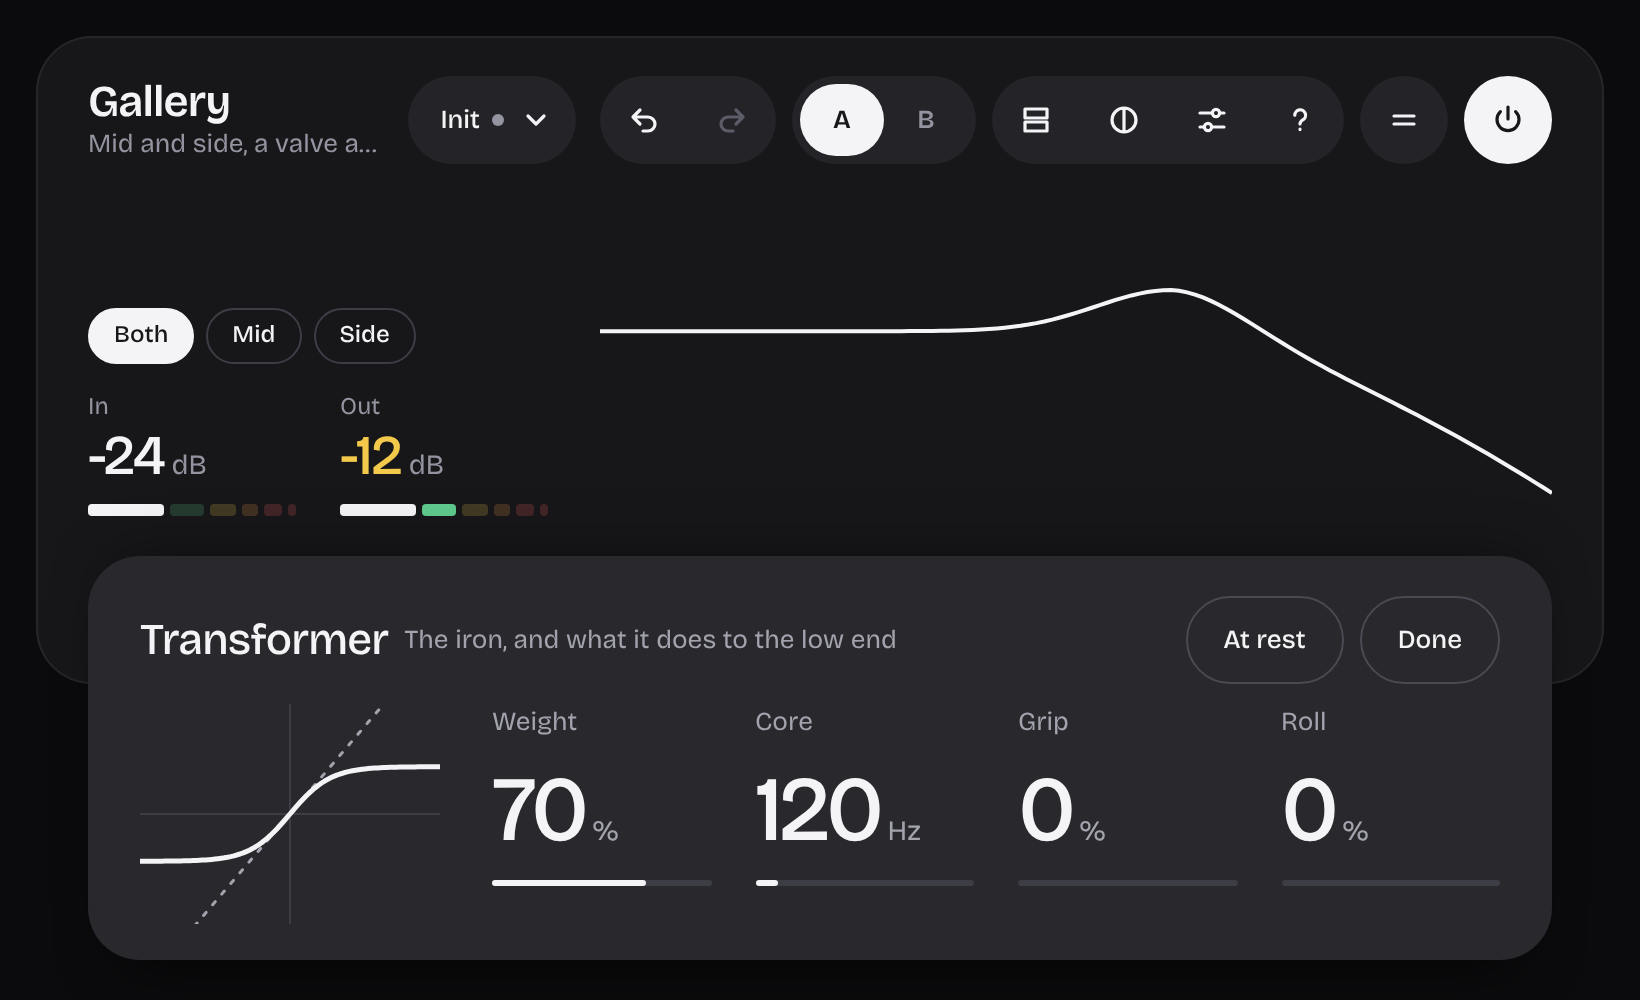 Gallery
Mid and side, a valve a...
Init
A
B
?
Both
Mid
Side
In
Out
-24 dB
-12 dB
Transformer
The iron, and what it does to the low end
At rest
Done
Weight
Core
Grip
Roll
70 %
120 Hz
0 %
0 %